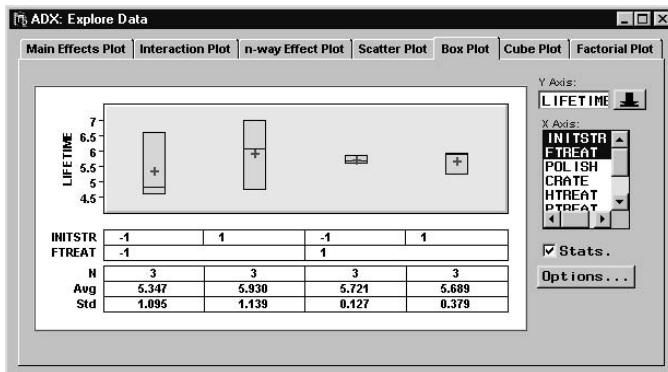 ADX: Explore Data
Main Effects Plot Interaction Plot n-way Effect Plot Scatter Plot Box Plot Cube Plot Factorial Plot
Y Axis:
LIFETIME
X Axis:
INITSTR
FTREAT
POLISH
CRATE
HTREAT
PTREAT
Stats.
Options...
LIFETIME
7
6.5
6
5.5
5
4.5
INITSTR -1 1 -1 1
FTREAT -1 1
N 3 3 3 3
Avg 5.347 5.930 5.721 5.689
Std 1.095 1.139 0.127 0.379